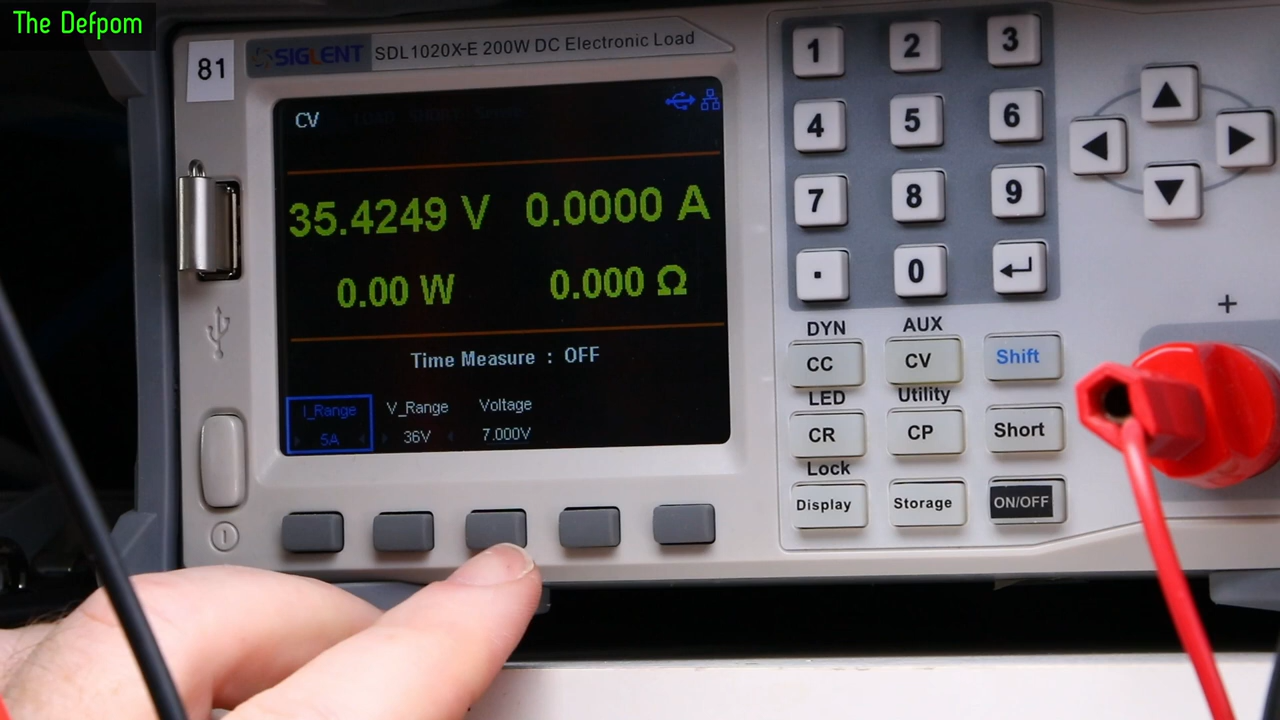 The Defpom
81
SIGLENT SDL1020X-E 200W DC Electronic Load
CV
35.4249 V 0.0000 A
0.00 W 0.000 Ω
Time Measure : OFF
I_Range V_Range Voltage
5A 36V 7.000V
1 2 3
4 5 6
7 8 9
. 0
DYN AUX
CC CV Shift
LED Utility
CR CP Short
Lock
Display Storage ON/OFF
+